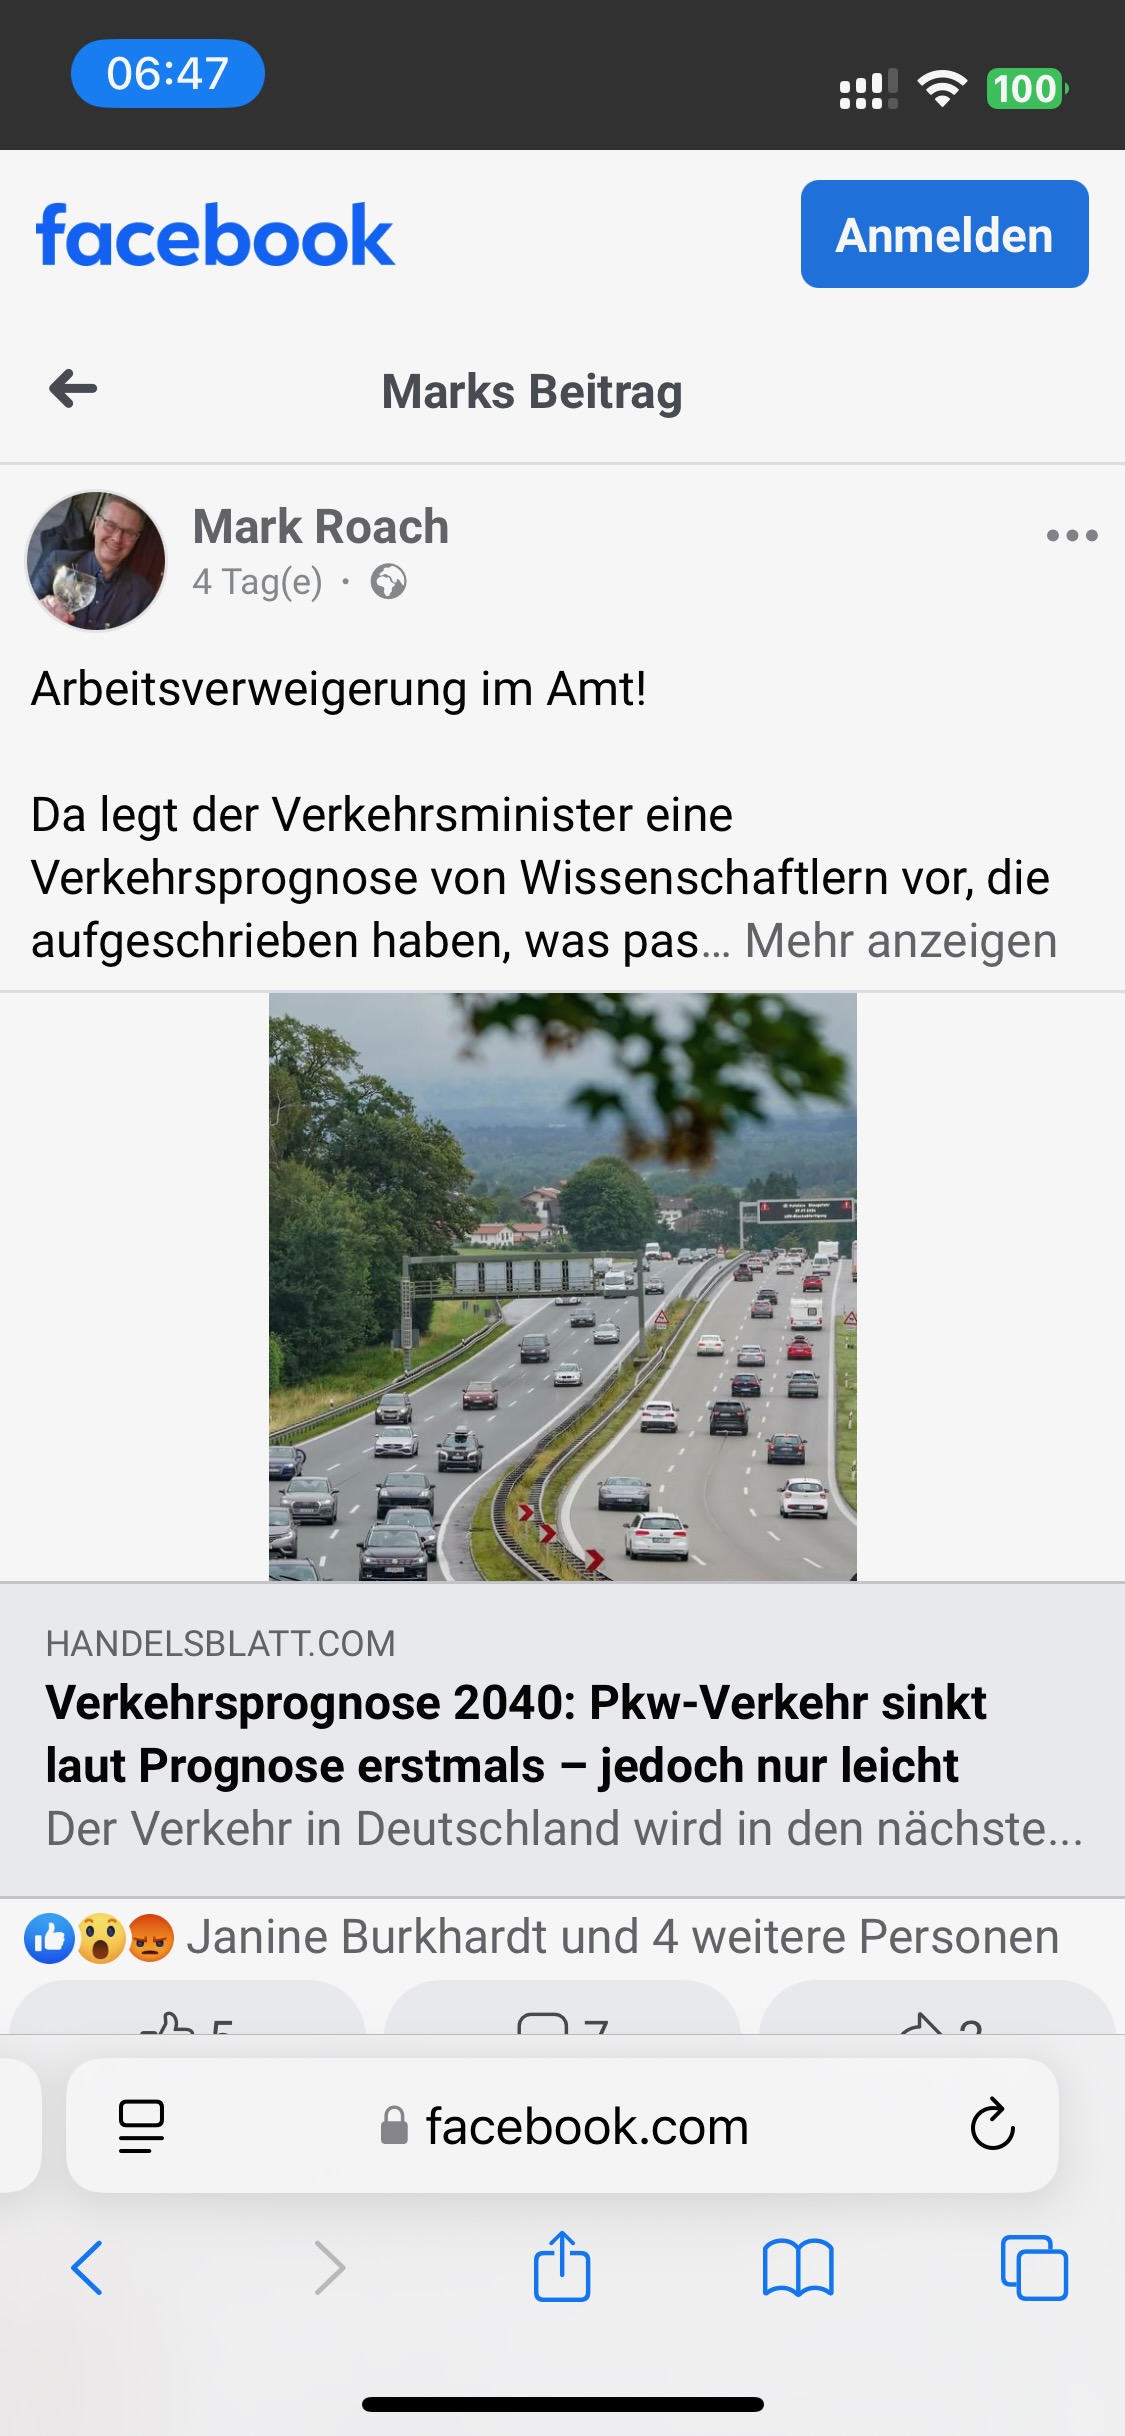 06:47
100
facebook
Anmelden
Marks Beitrag
Mark Roach
4 Tag(e) ·
Arbeitsverweigerung im Amt!
Da legt der Verkehrsminister eine
Verkehrsprognose von Wissenschaftlern vor, die
aufgeschrieben haben, was pas... Mehr anzeigen
HANDELSBLATT.COM
Verkehrsprognose 2040: Pkw-Verkehr sinkt
laut Prognose erstmals – jedoch nur leicht
Der Verkehr in Deutschland wird in den nächste...
Janine Burkhardt und 4 weitere Personen
5
7
facebook.com